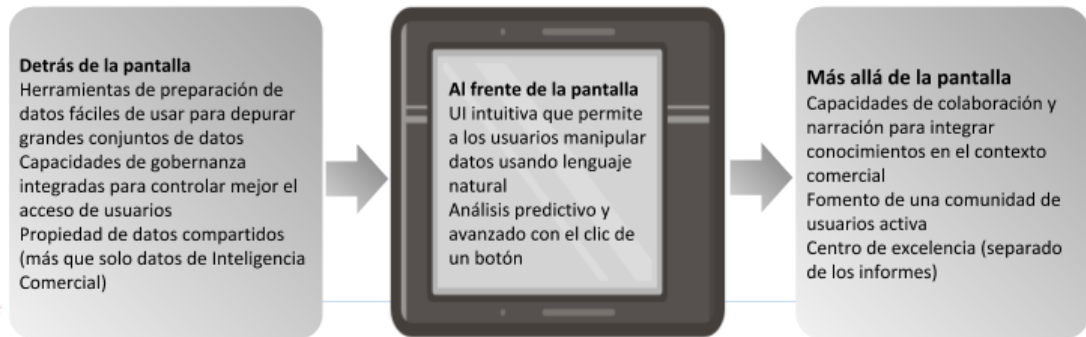 Detrás de la pantalla
Herramientas de preparación de
datos fáciles de usar para depurar
grandes conjuntos de datos
Capacidades de gobernanza
integradas para controlar mejor el
acceso de usuarios
Propiedad de datos compartidos
(más que solo datos de Inteligencia
Comercial)
Al frente de la pantalla
UI intuitiva que permite
a los usuarios manipular
datos usando lenguaje
natural
Análisis predictivo y
avanzado con el clic de
un botón
Más allá de la pantalla
Capacidades de colaboración y
narración para integrar
conocimientos en el contexto
comercial
Fomento de una comunidad de
usuarios activa
Centro de excelencia (separado
de los informes)